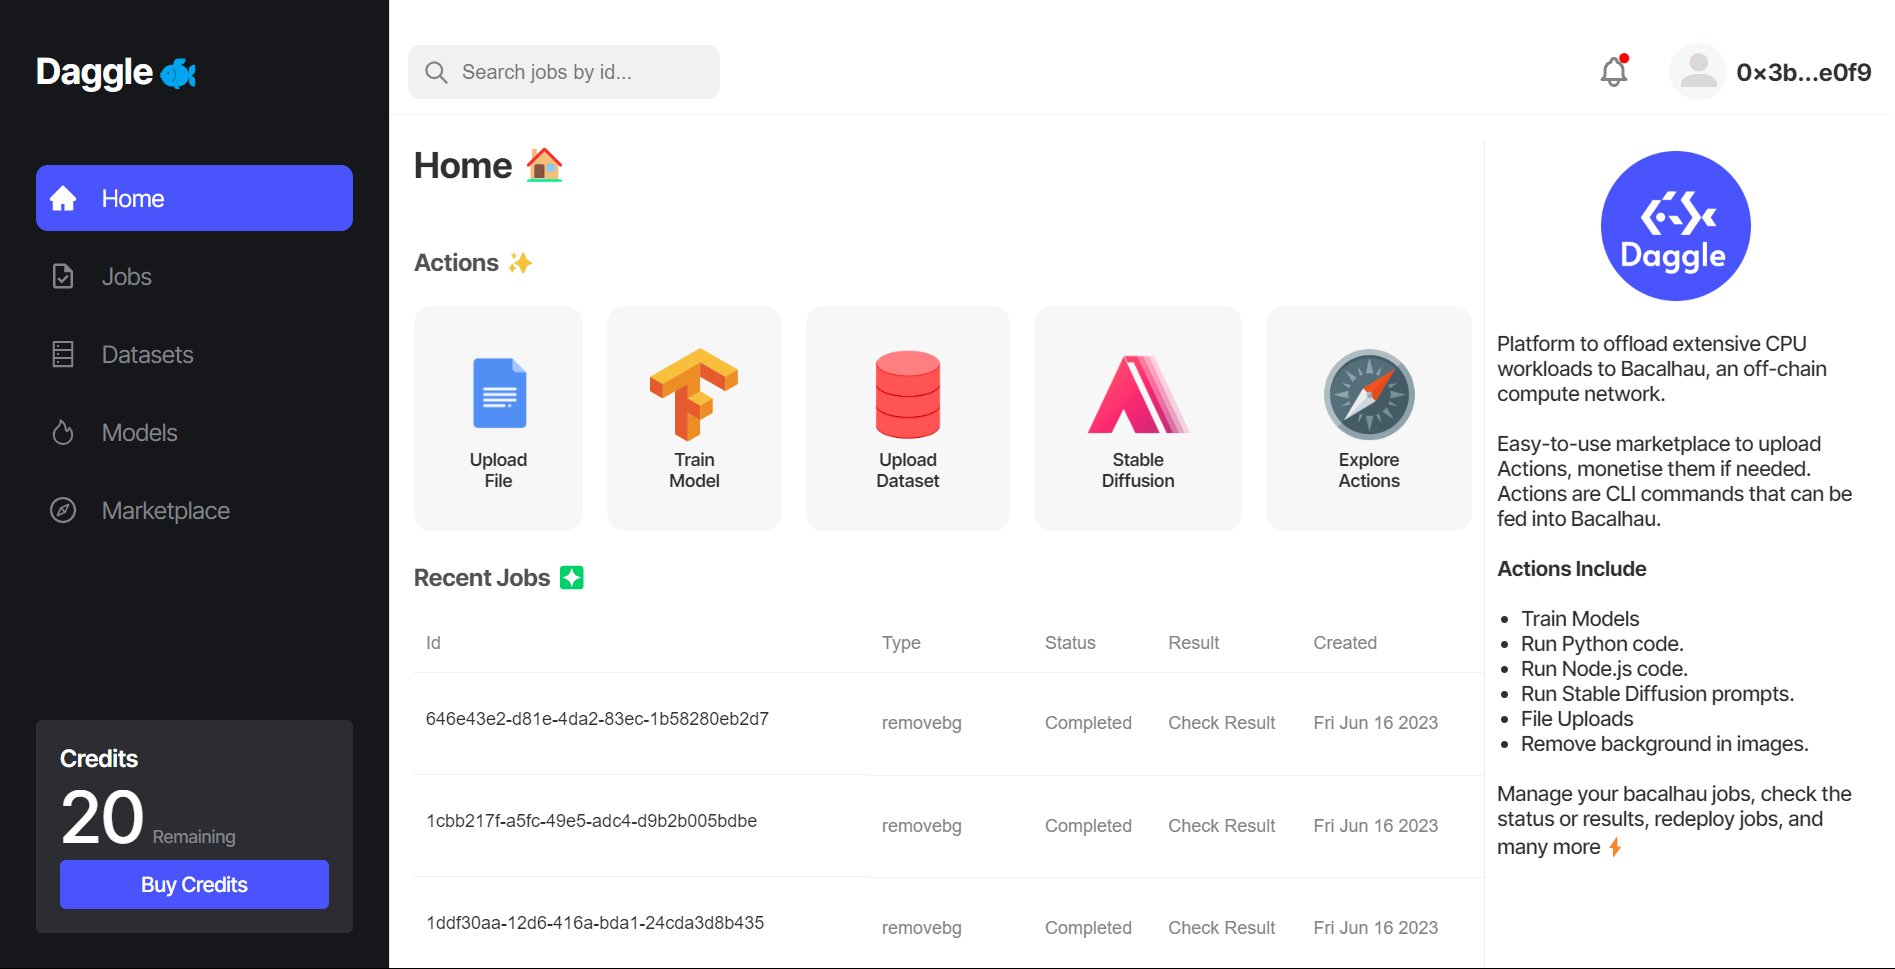 Daggle
Home
Jobs
Datasets
Models
Marketplace
Credits
20 Remaining
Buy Credits
Search jobs by id...
0×3b...e0f9
Home
Actions
Upload
File
Train
Model
Upload
Dataset
Stable
Diffusion
Explore
Actions
Recent Jobs
Id Type Status Result Created
646e43e2-d81e-4da2-83ec-1b58280eb2d7 removebg Completed Check Result Fri Jun 16 2023
1cbb217f-a5fc-49e5-adc4-d9b2b005bdbe removebg Completed Check Result Fri Jun 16 2023
1ddf30aa-12d6-416a-bda1-24cda3d8b435 removebg Completed Check Result Fri Jun 16 2023
Daggle
Platform to offload extensive CPU
workloads to Bacalhau, an off-chain
compute network.
Easy-to-use marketplace to upload
Actions, monetise them if needed.
Actions are CLI commands that can be
fed into Bacalhau.
Actions Include
• Train Models
• Run Python code.
• Run Node.js code.
• Run Stable Diffusion prompts.
• File Uploads
• Remove background in images.
Manage your bacalhau jobs, check the
status or results, redeploy jobs, and
many more